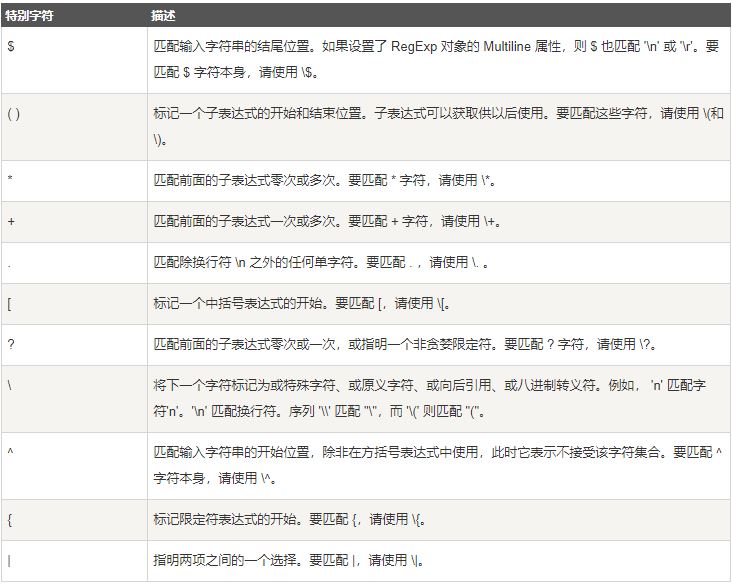 特别字符 描述
$ 匹配输入字符串的结尾位置。如果设置了 RegExp 对象的 Multiline 属性，则 $ 也匹配 '\n' 或 '\r'。要
匹配 $ 字符本身，请使用 \$。
( ) 标记一个子表达式的开始和结束位置。子表达式可以获取供以后使用。要匹配这些字符，请使用 \(和
\)。
* 匹配前面的子表达式零次或多次。要匹配 * 字符，请使用 \*。
+ 匹配前面的子表达式一次或多次。要匹配 + 字符，请使用 \+。
. 匹配除换行符 \n 之外的任何单字符。要匹配 . ，请使用 \. 。
[ 标记一个中括号表达式的开始。要匹配 [，请使用 \[。
? 匹配前面的子表达式零次或一次，或指明一个非贪婪限定符。要匹配 ? 字符，请使用 \?。
\ 将下一个字符标记为或特殊字符、或原义字符、或向后引用、或八进制转义符。例如， 'n' 匹配字
符'n'。'\n' 匹配换行符。序列 '\\' 匹配 "\"，而 '\(' 则匹配 "("。
^ 匹配输入字符串的开始位置，除非在方括号表达式中使用，此时它表示不接受该字符集合。要匹配 ^
字符本身，请使用 \^。
{ 标记限定符表达式的开始。要匹配 {，请使用 \{。
| 指明两项之间的一个选择。要匹配 |，请使用 \|。